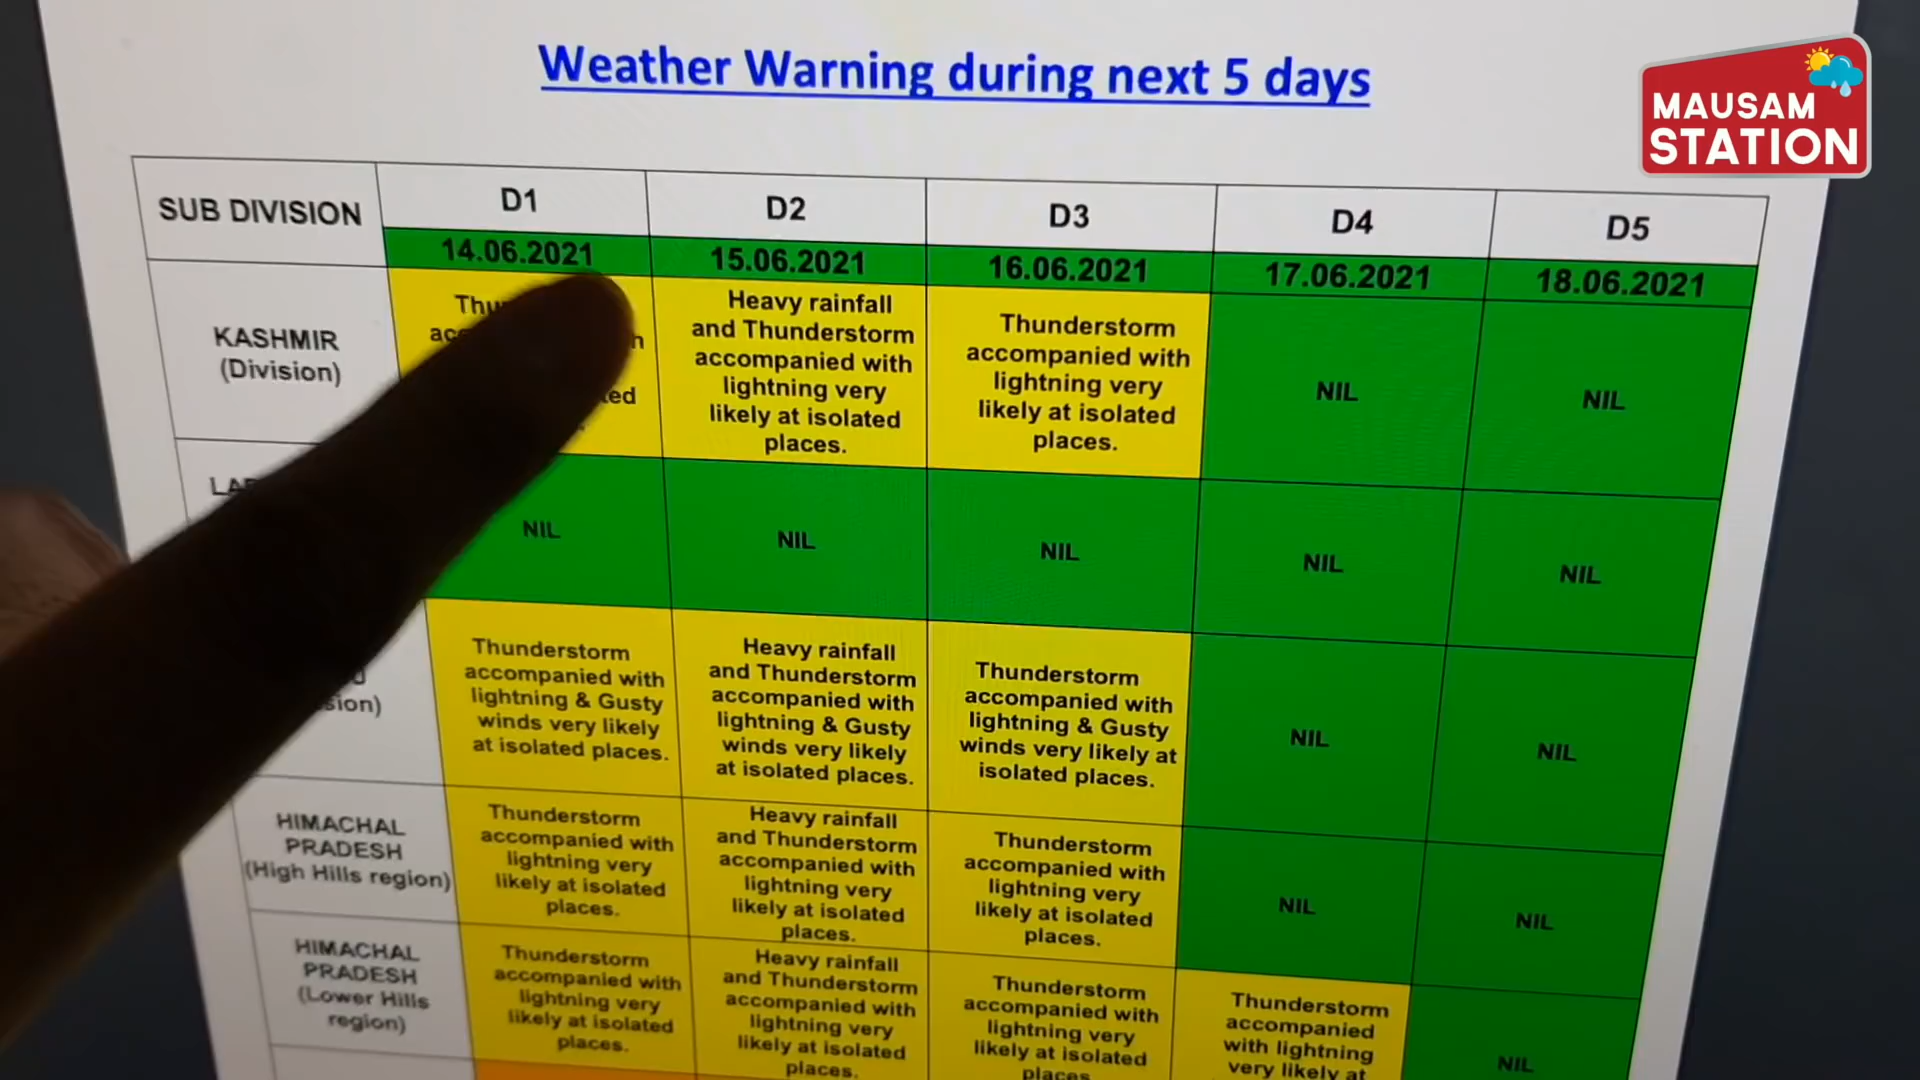 Weather Warning during next 5 days
MAUSAM
STATION
SUB DIVISION
D1
D2
D3
D4
D5
14.06.2021
15.06.2021
16.06.2021
17.06.2021
18.06.2021
KASHMIR
(Division)
Heavy rainfall
and Thunderstorm
accompanied with
lightning very
likely at isolated
places.
Thunderstorm
accompanied with
lightning very
likely at isolated
places.
NIL
NIL
NIL
NIL
NIL
NIL
NIL
Thunderstorm
accompanied with
lightning & Gusty
winds very likely
at isolated places.
Heavy rainfall
and Thunderstorm
accompanied with
lightning & Gusty
winds very likely
at isolated places.
Thunderstorm
accompanied with
lightning & Gusty
winds very likely at
isolated places.
NIL
NIL
HIMACHAL
PRADESH
(High Hills region)
Thunderstorm
accompanied with
lightning very
likely at isolated
places.
Heavy rainfall
and Thunderstorm
accompanied with
lightning very
likely at isolated
places.
Thunderstorm
accompanied with
lightning very
likely at isolated
places.
NIL
NIL
HIMACHAL
PRADESH
(Lower Hills
region)
Thunderstorm
accompanied with
lightning very
likely at isolated
places.
Heavy rainfall
and Thunderstorm
accompanied with
lightning very
likely at isolated
places.
Thunderstorm
accompanied with
lightning very
likely at isolated
places
Thunderstorm
accompanied
with lightning
very likely at
NIL